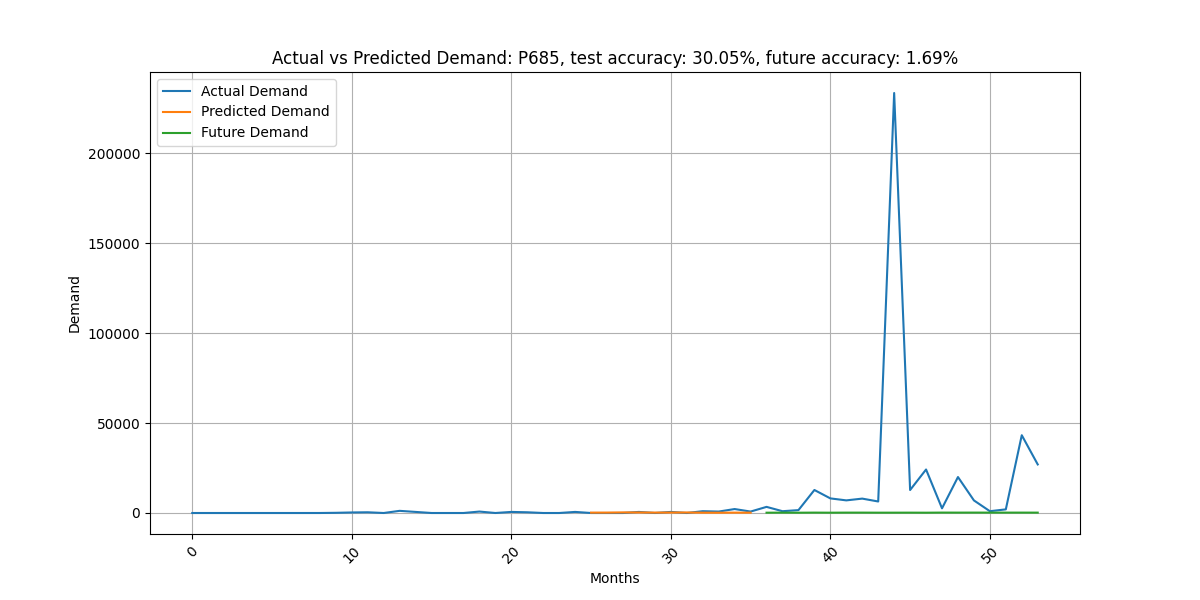 Actual vs Predicted Demand: P685, test accuracy: 30.05%, future accuracy: 1.69%
Actual Demand
Predicted Demand
Future Demand
200000
150000
100000
50000
0
Demand
0
10
20
30
40
50
Months